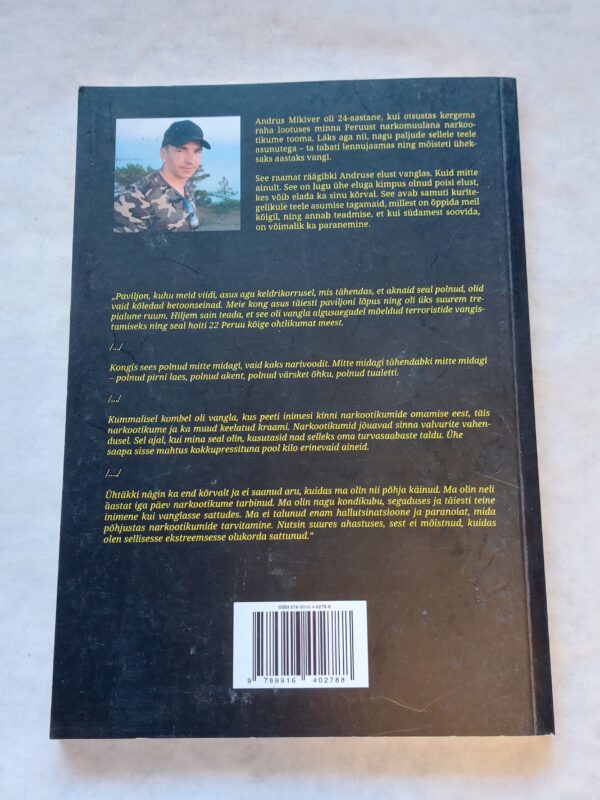 Andrus Mikiver oli 24-aastane, kui otsustas kergema
raha lootuses minna Peruust narkomuulana narkoo-
tikume tooma. Läks aga nii, nagu paljude sellele teele
asunutega – ta tabati lennujaamas ning mõisteti ühek-
saks aastaks vangi.
See raamat räägibki Andruse elust vanglas. Kuid mitte
ainult. See on lugu ühe eluga kimpus olnud poisi elust,
kes võib elada ka sinu kõrval. See avab samuti kurite-
gelikule teele asumise tagamaid, millest on õppida meil
kõigil, ning annab teadmise, et kui südamest soovida,
on võimalik ka paranemine.
„Paviljon, kuhu meid viidi, asus aga keldrikorrusel, mis tähendas, et aknaid seal polnud, olid
vaid kõledad betoonseinad. Meie kong asus täiesti paviljoni lõpus ning oli üks suurem tre-
pialune ruum. Hiljem sain teada, et see oli vangla algusaegadel mõeldud terroristide vangis-
tamiseks ning seal hoiti 22 Peruu kõige ohtlikumat meest.
/.../
Kongis sees polnud mitte midagi, vaid kaks narivoodit. Mitte midagi tähendabki mitte midagi
– polnud pirni laes, polnud akent, polnud värsket õhku, polnud tualetti.
/.../
Kummalisel kombel oli vangla, kus peeti inimesi kinni narkootikumide omamise eest, täis
narkootikume ja ka muud keelatud kraami. Narkootikumid jõuavad sinna valvurite vahen-
dusel. Sel ajal, kui mina seal olin, kasutasid nad selleks oma turvasaabaste taldu. Ühe
saapa sisse mahtus kokkupressituna pool kilo erinevaid aineid.
/..../
Ühtäkki nägin ka end kõrvalt ja ei saanud aru, kuidas ma olin nii põhja käinud. Ma olin neli
aastat iga päev narkootikume tarbinud. Ma olin nagu kondikubu, segaduses ja täiesti teine
inimene kui vanglasse sattudes. Ma ei talunud enam hallutsinatsioone ja paranoiat, mida
põhjustas narkootikumide tarvitamine. Nutsin suures ahastuses, sest ei mõistnud, kuidas
olen sellisesse ekstreemsesse olukorda sattunud.“
ISBN 978-9916-4-0278-8
9 789916 402788